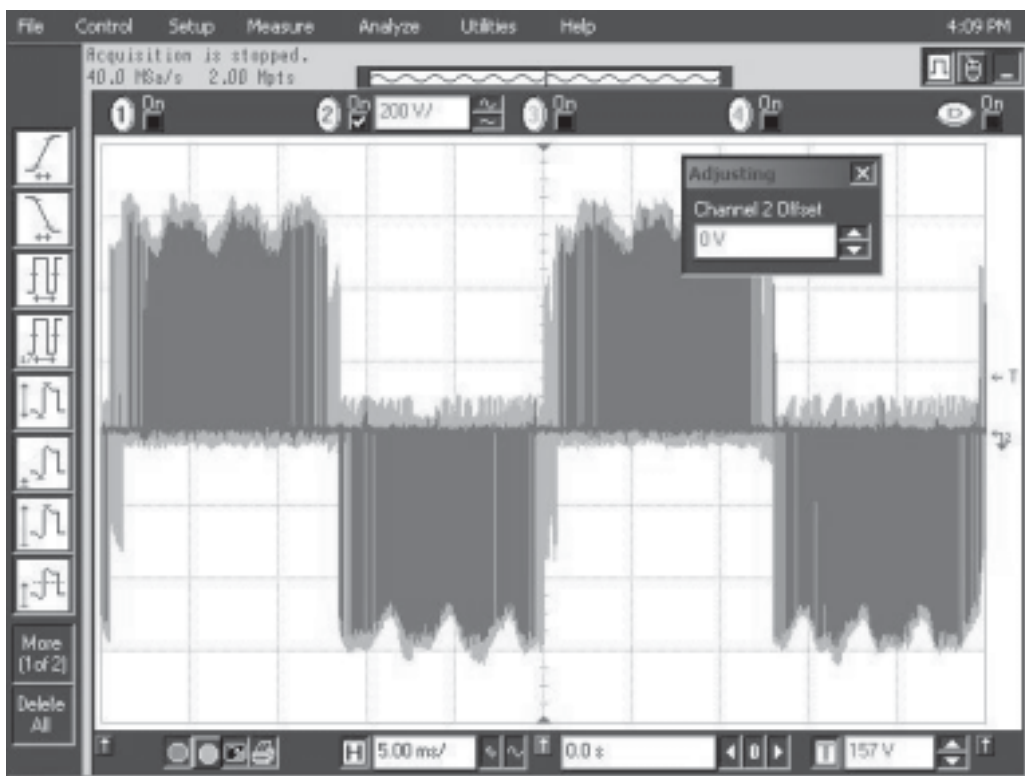 File Control Setup Measure Analyze Utilities Help 4:09 PM
Acquisition is stopped.
40.0 MSa/s 2.00 Mpts
1 On 2 On 200 V/ 3 On 4 On On
Adjusting
Channel 2 Offset
0 V
T
2
More
(1 of 2)
Delete
All
H 5.00 ms/ 0.0 s 0 T 157 V